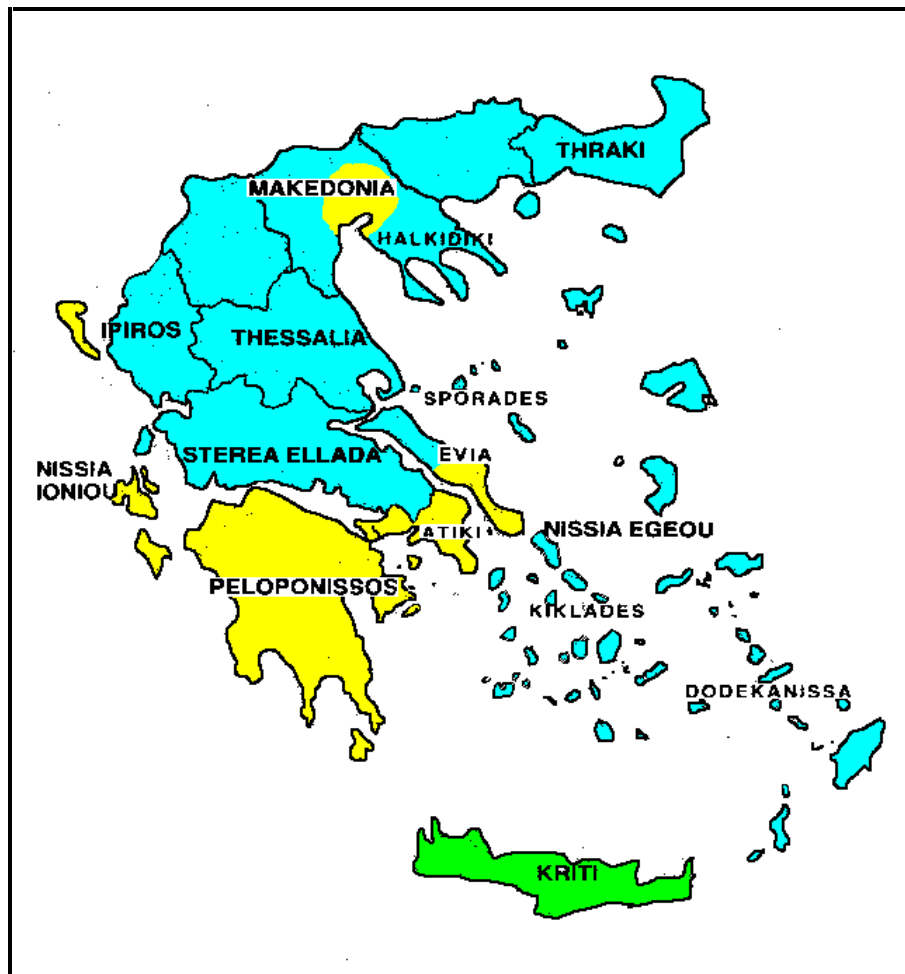 THRAKI
MAKEDONIA
HALKIDIKI
IPIROS
THESSALIA
SPORADES
STEREA ELLADA
EVIA
NISSIA
IONIOU
ATIKI
NISSIA EGEOU
PELOPONISSOS
KIKLADES
DODEKANISSA
KRITI